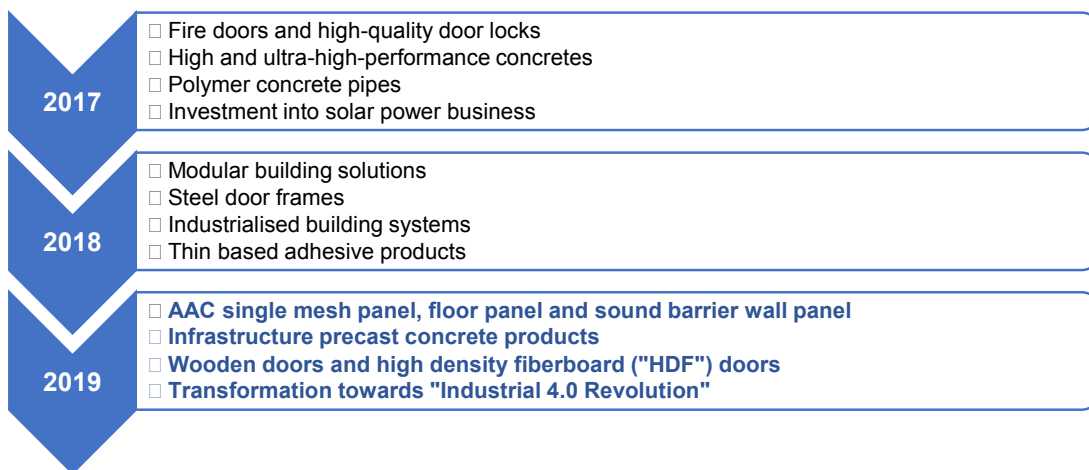 2017
□ Fire doors and high-quality door locks
□ High and ultra-high-performance concretes
□ Polymer concrete pipes
□ Investment into solar power business
2018
□ Modular building solutions
□ Steel door frames
□ Industrialised building systems
□ Thin based adhesive products
2019
□ AAC single mesh panel, floor panel and sound barrier wall panel
□ Infrastructure precast concrete products
□ Wooden doors and high density fiberboard ("HDF") doors
□ Transformation towards "Industrial 4.0 Revolution"